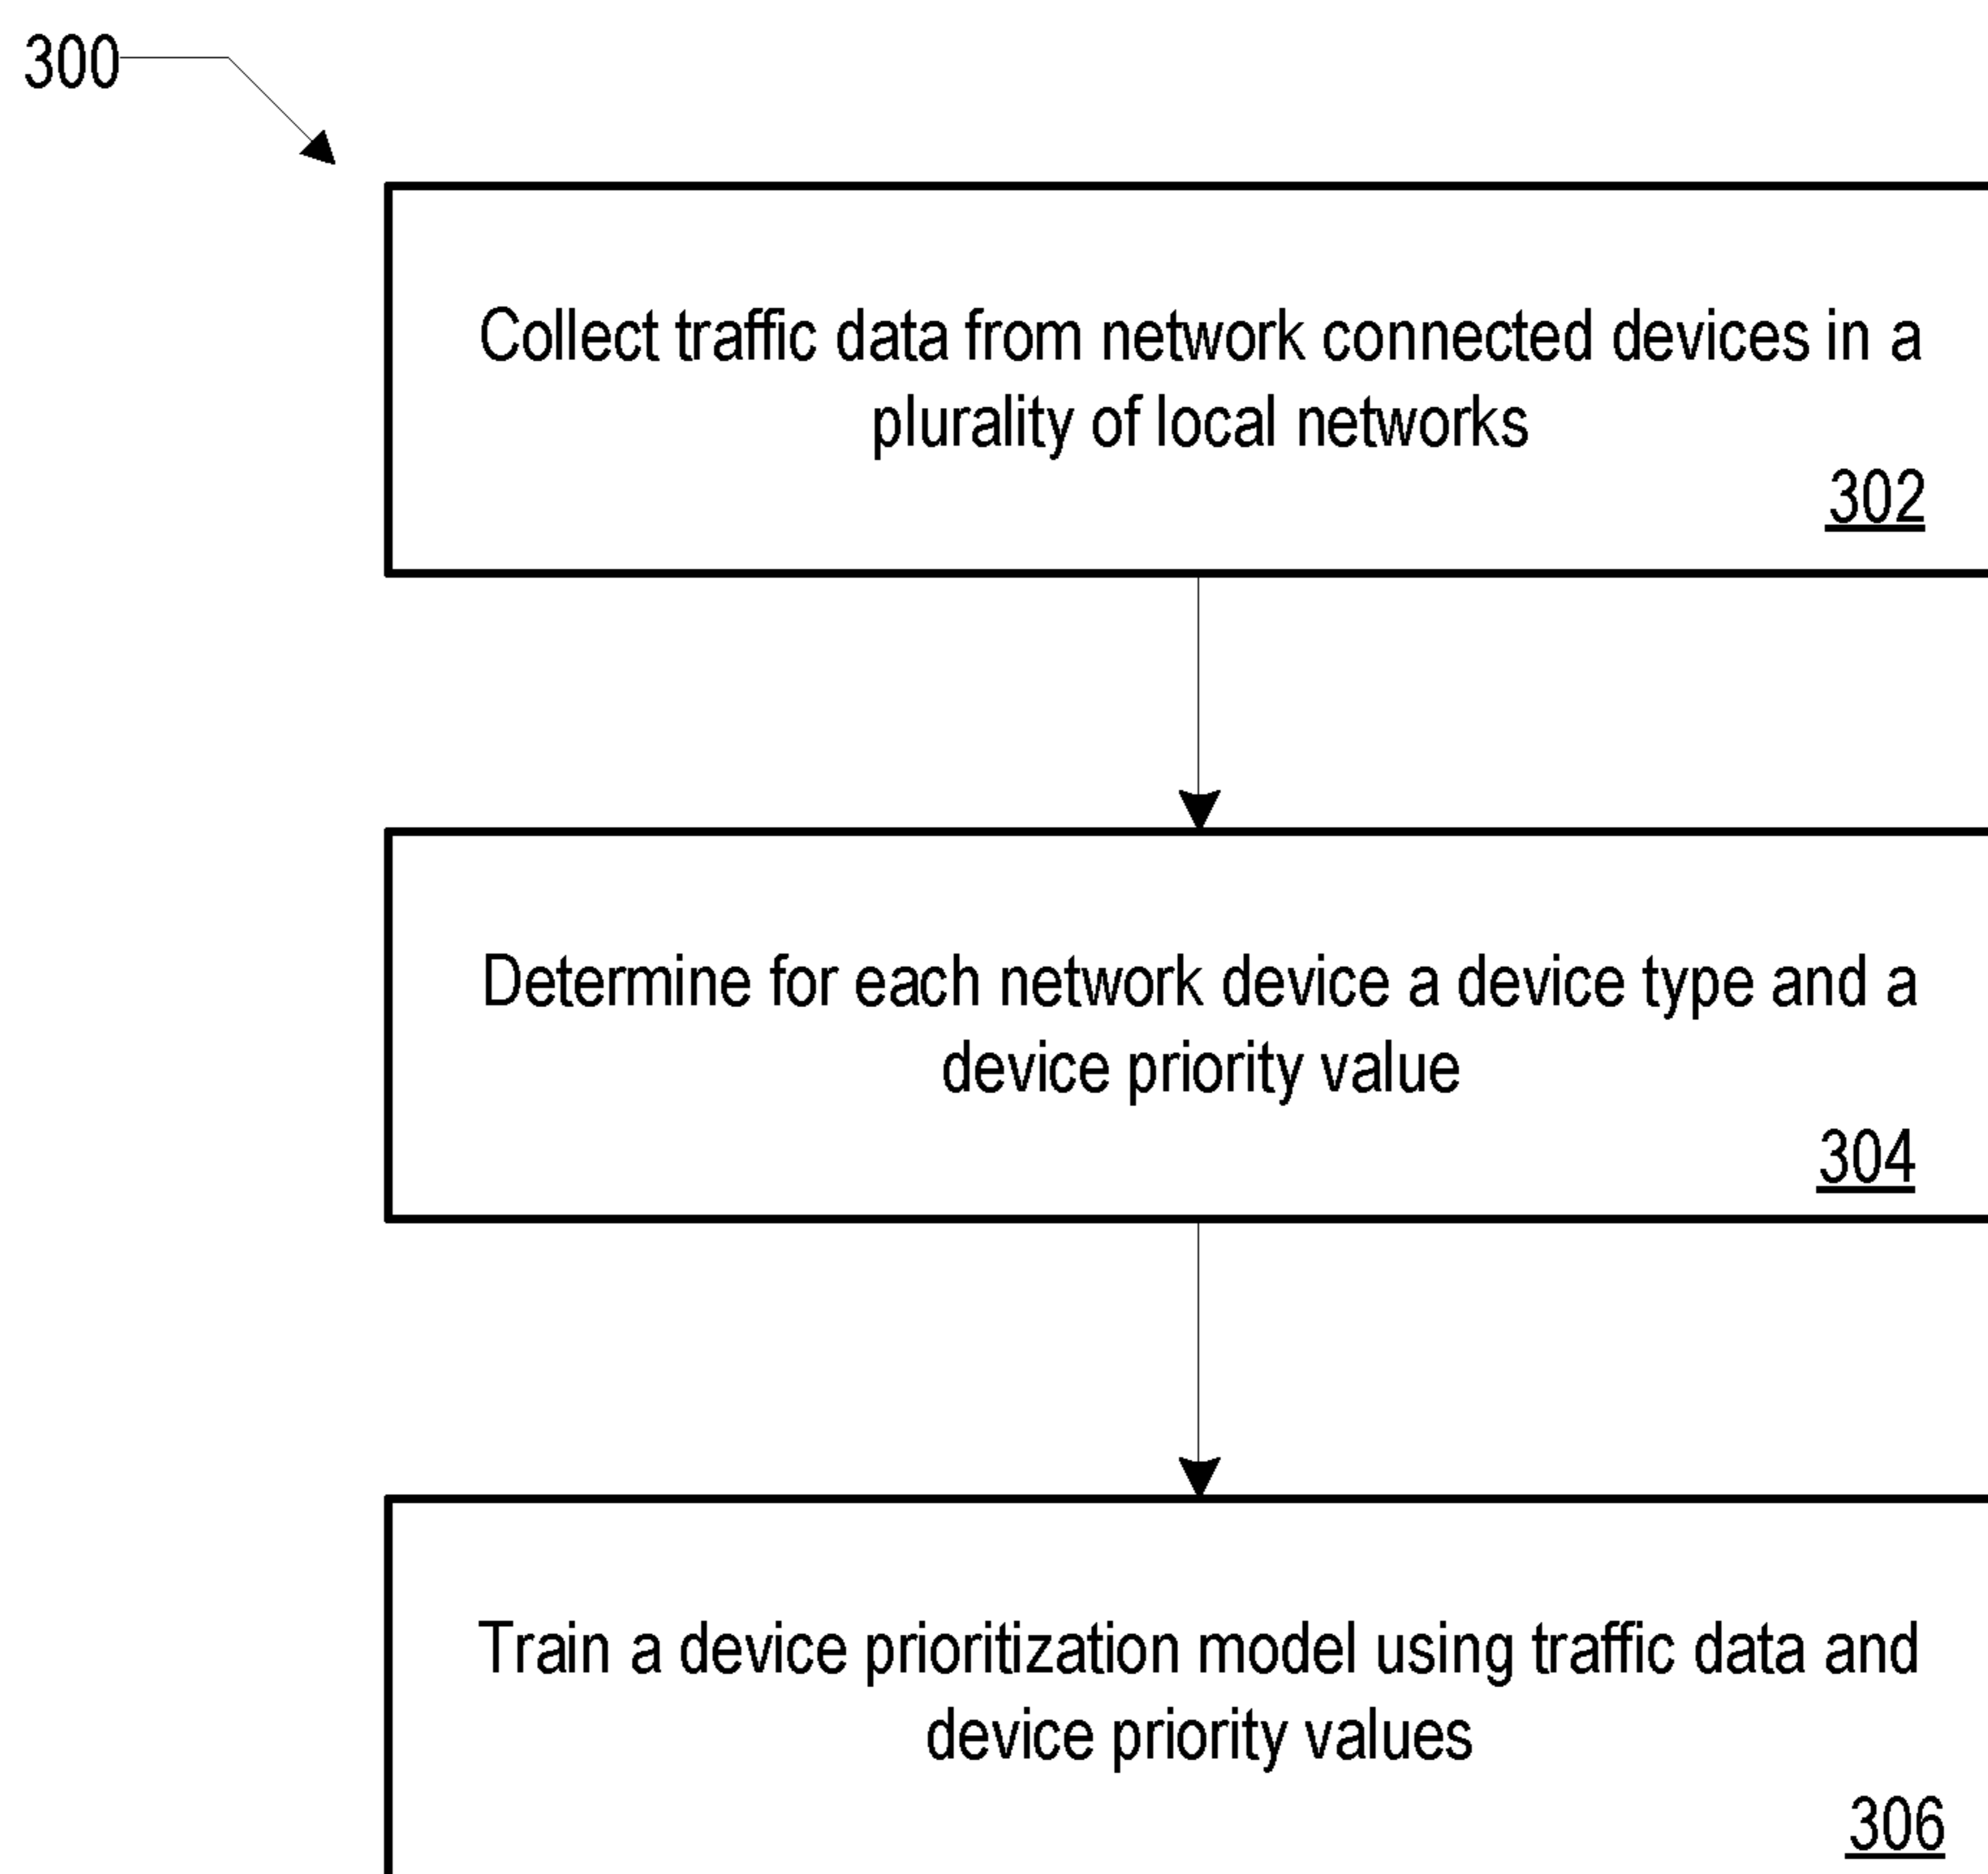 300
Collect traffic data from network connected devices in a
plurality of local networks
302
Determine for each network device a device type and a
device priority value
304
Train a device prioritization model using traffic data and
device priority values
306